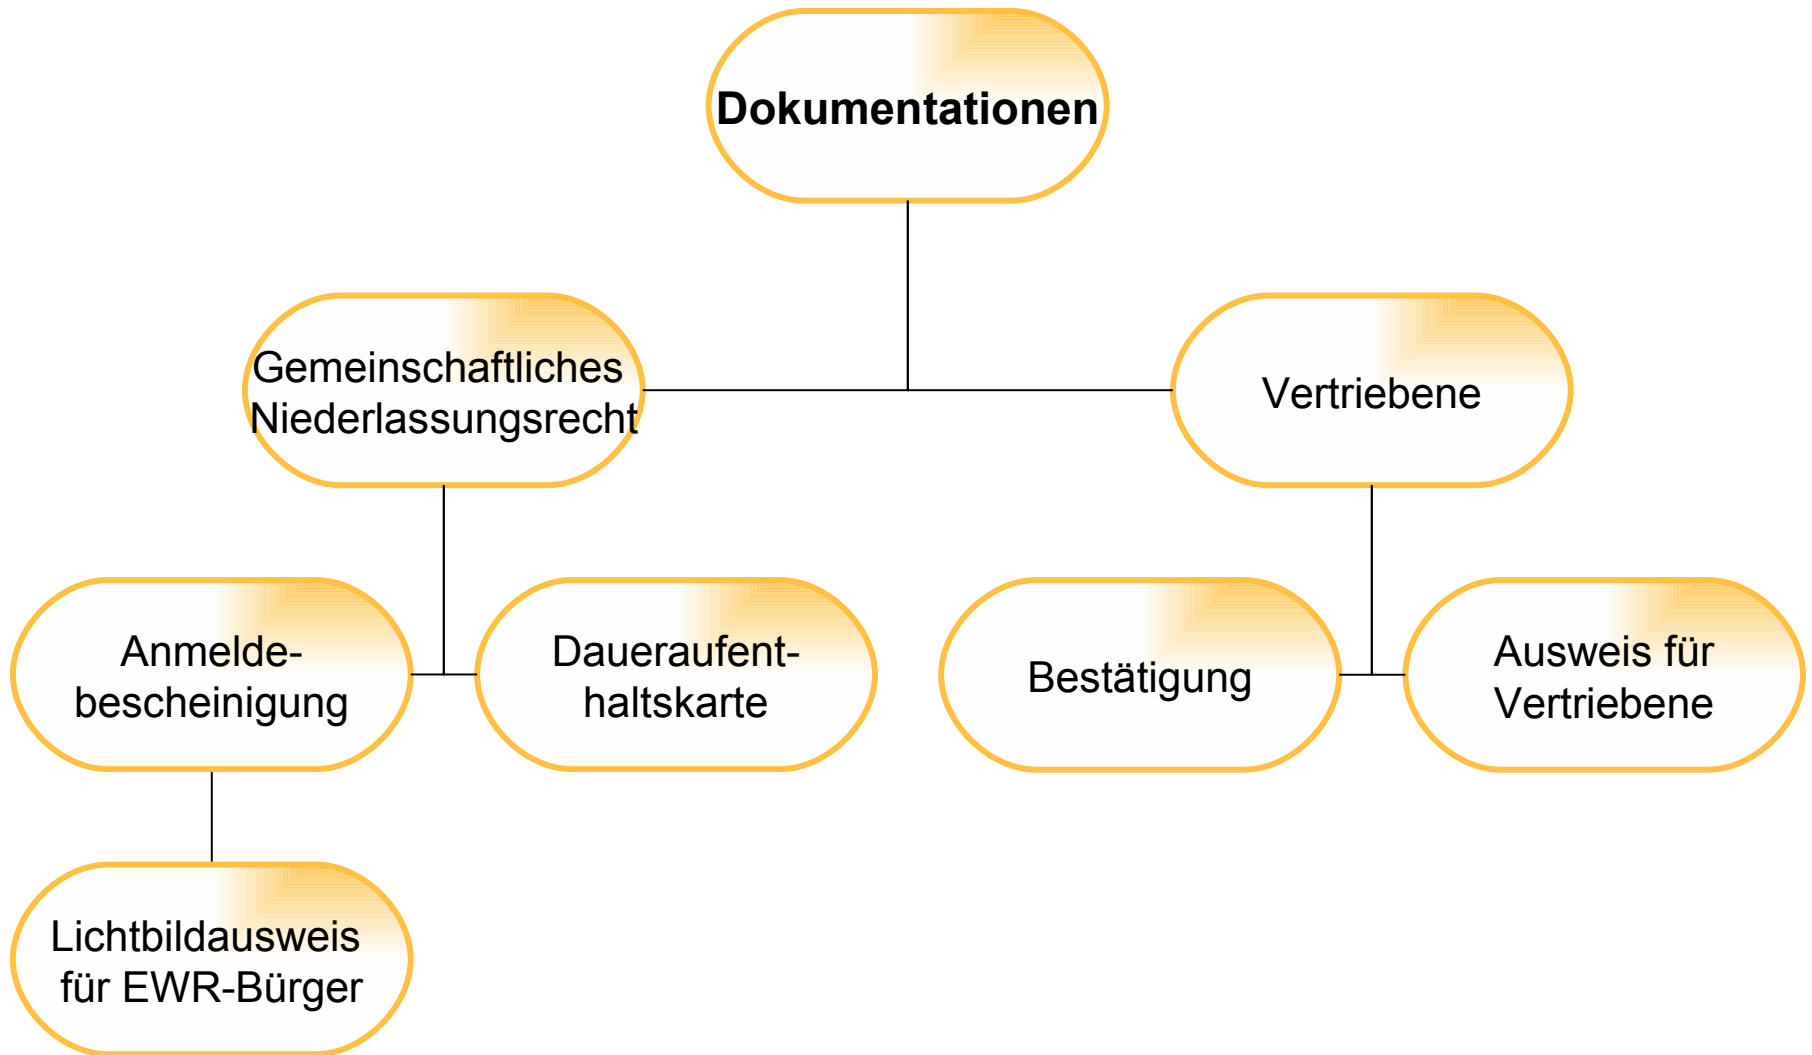 Dokumentationen
Gemeinschaftliches
Niederlassungsrecht
Vertriebene
Anmelde-
bescheinigung
Daueraufent-
haltskarte
Bestätigung
Ausweis für
Vertriebene
Lichtbildausweis
für EWR-Bürger